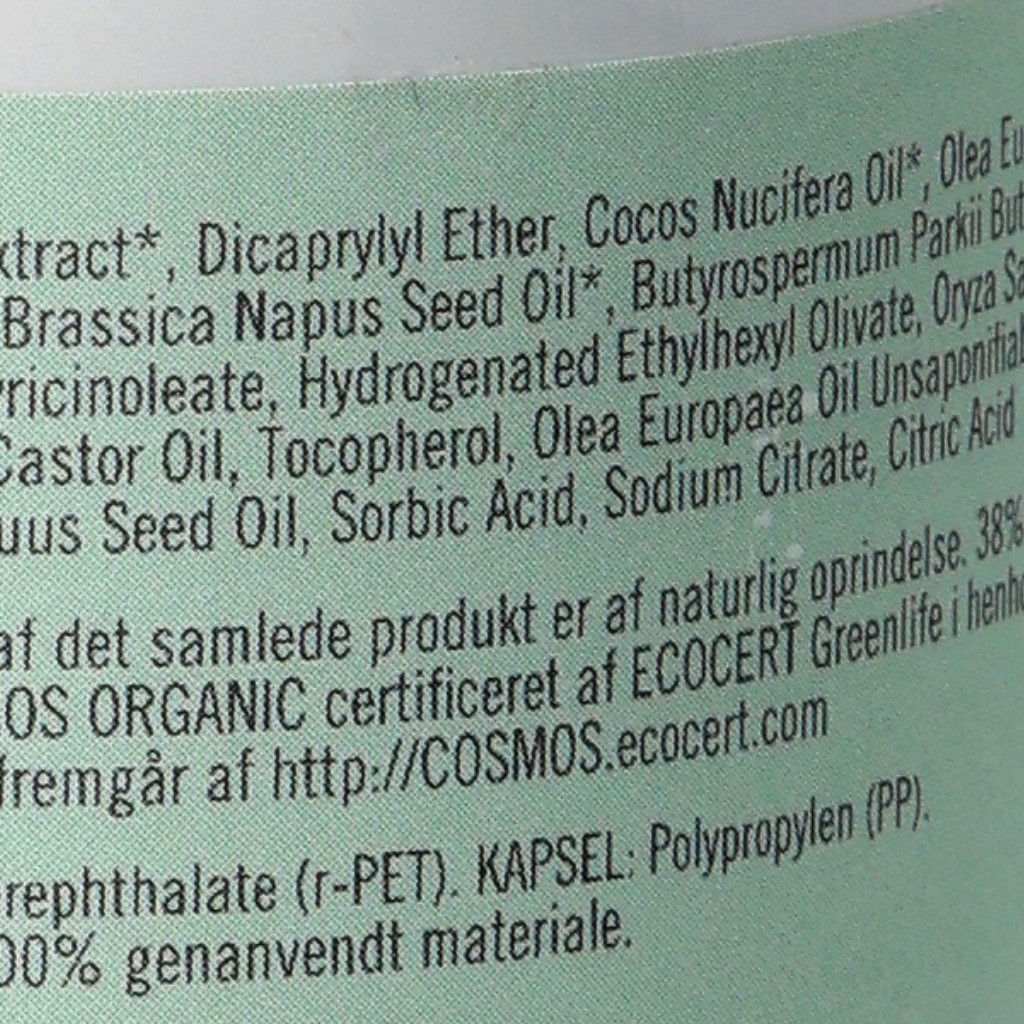 xtract*, Dicaprylyl Ether, Cocos Nucifera Oil*, Olea Eu
Brassica Napus Seed Oil*, Butyrospermum Parkii But
ricinoleate, Hydrogenated Ethylhexyl Olivate, Oryza Sa
Castor Oil, Tocopherol, Olea Europaea Oil Unsaponifial
uus Seed Oil, Sorbic Acid, Sodium Citrate, Citric Acid
af det samlede produkt er af naturlig oprindelse. 38%
OS ORGANIC certificeret af ECOCERT Greenlife i henho
fremgår af http://COSMOS.ecocert.com
rephthalate (r-PET). KAPSEL: Polypropylen (PP).
00% genanvendt materiale.